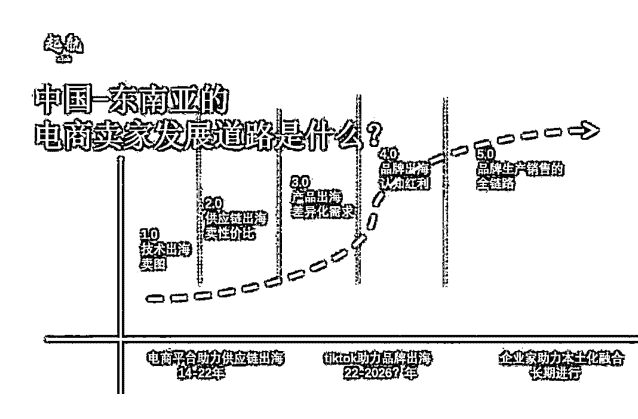 起航
中国-东南亚的
电商卖家发展道路是什么？
1.0
技术出海
卖图
2.0
供应链出海
卖性价比
3.0
产品出海
差异化需求
4.0
品牌出海
认知红利
5.0
品牌生产销售的
全链路
电商平台助力供应链出海
14-22年
tiktok助力品牌出海
22-2026？年
企业家助力本土化融合
长期进行